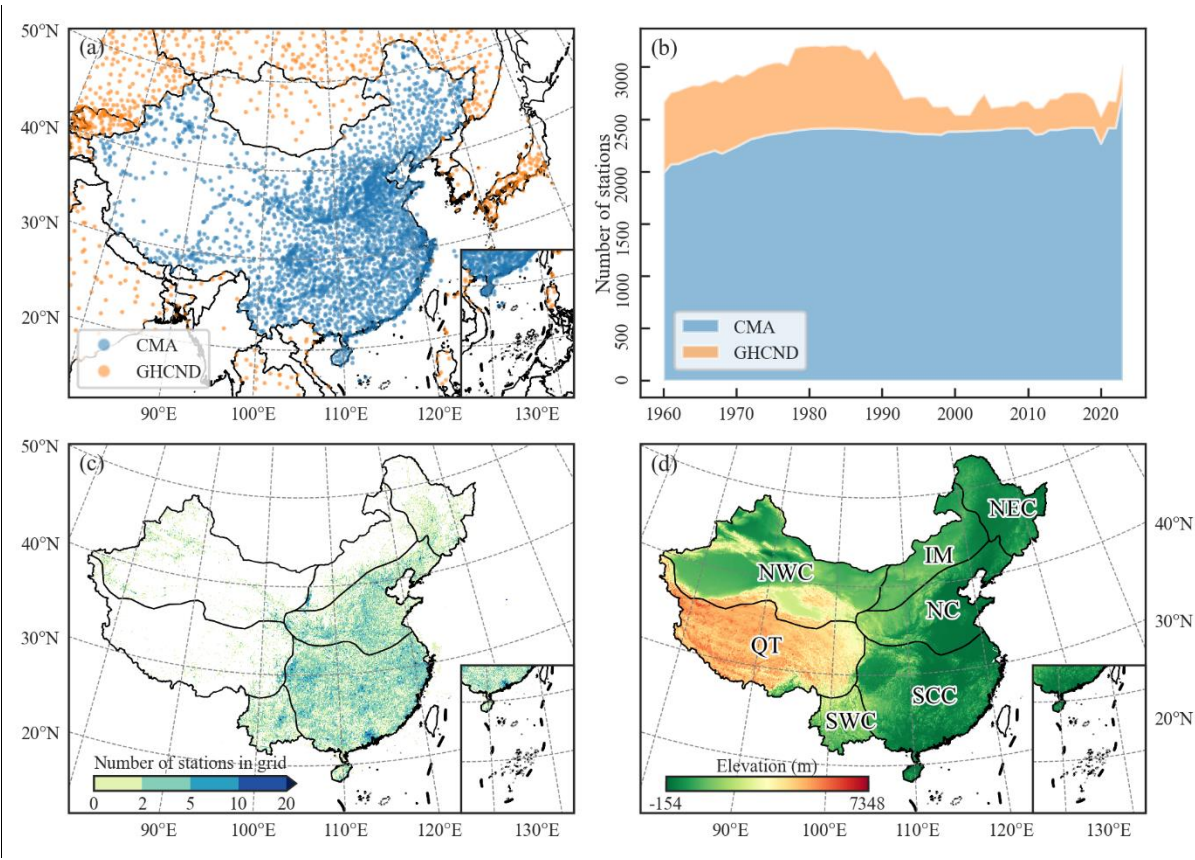 (a)
50°N
40°N
30°N
20°N
CMA
GHCND
90°E 100°E 110°E 120°E 130°E
(b)
Number of stations
3000
2500
2000
1500
1000
500
0
CMA
GHCND
1960 1970 1980 1990 2000 2010 2020
(c)
50°N
40°N
30°N
20°N
Number of stations in grid
0 2 5 10 20
90°E 100°E 110°E 120°E 130°E
(d)
NEC
IM
NWC
NC
QT
SCC
SWC
40°N
30°N
20°N
Elevation (m)
-154 7348
90°E 100°E 110°E 120°E 130°E